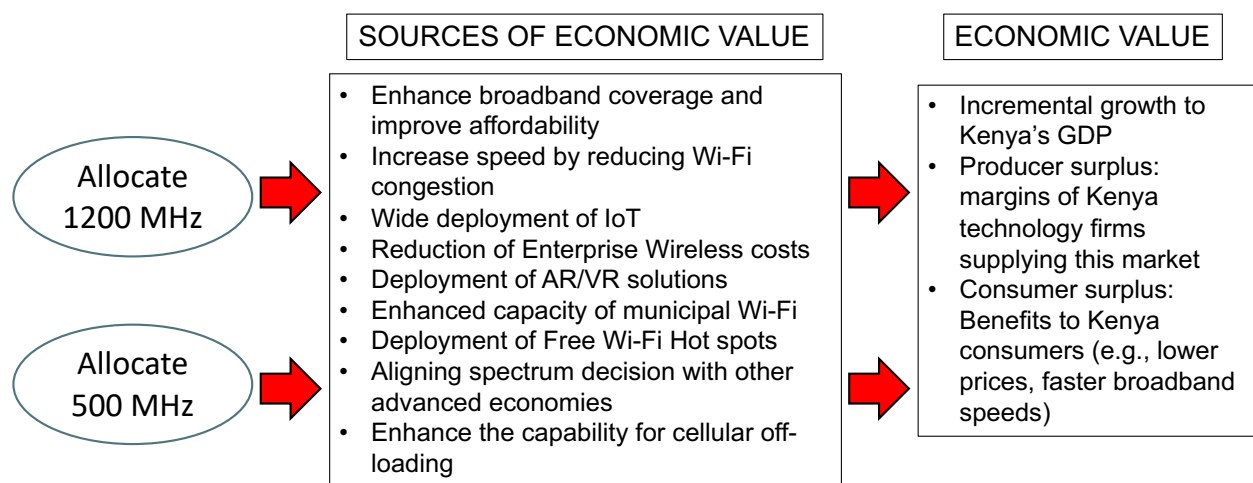 SOURCES OF ECONOMIC VALUE
ECONOMIC VALUE
Allocate
1200 MHz
Allocate
500 MHz
• Enhance broadband coverage and
improve affordability
• Increase speed by reducing Wi-Fi
congestion
• Wide deployment of IoT
• Reduction of Enterprise Wireless costs
• Deployment of AR/VR solutions
• Enhanced capacity of municipal Wi-Fi
• Deployment of Free Wi-Fi Hot spots
• Aligning spectrum decision with other
advanced economies
• Enhance the capability for cellular off-
loading
• Incremental growth to
Kenya's GDP
• Producer surplus:
margins of Kenya
technology firms
supplying this market
• Consumer surplus:
Benefits to Kenya
consumers (e.g., lower
prices, faster broadband
speeds)